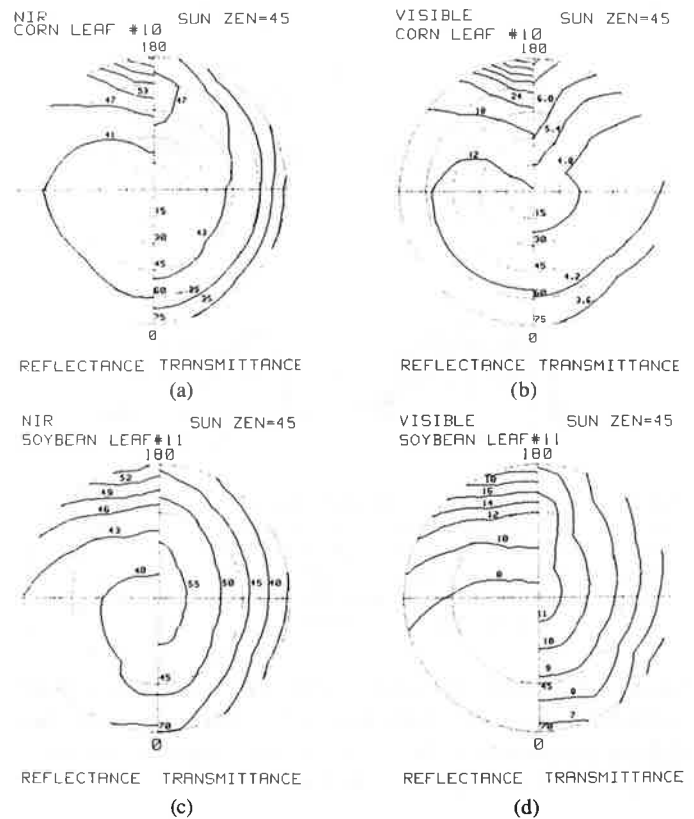 NIR SUN ZEN=45
CORN LEAF #10
180
53
47
47
41
15
30
43
45
60
35
25
75
0
REFLECTANCE TRANSMITTANCE
(a)
VISIBLE SUN ZEN=45
CORN LEAF #10
180
24
6.0
18
5.4
12
4.8
15
30
45
4.2
60
3.6
75
0
REFLECTANCE TRANSMITTANCE
(b)
NIR SUN ZEN=45
SOYBEAN LEAF#11
180
52
49
46
43
40
55 50 45 40
45
70
0
REFLECTANCE TRANSMITTANCE
(c)
VISIBLE SUN ZEN=45
SOYBEAN LEAF#11
180
16
14
12
10
11
10
9
45
7
70
0
REFLECTANCE TRANSMITTANCE
(d)